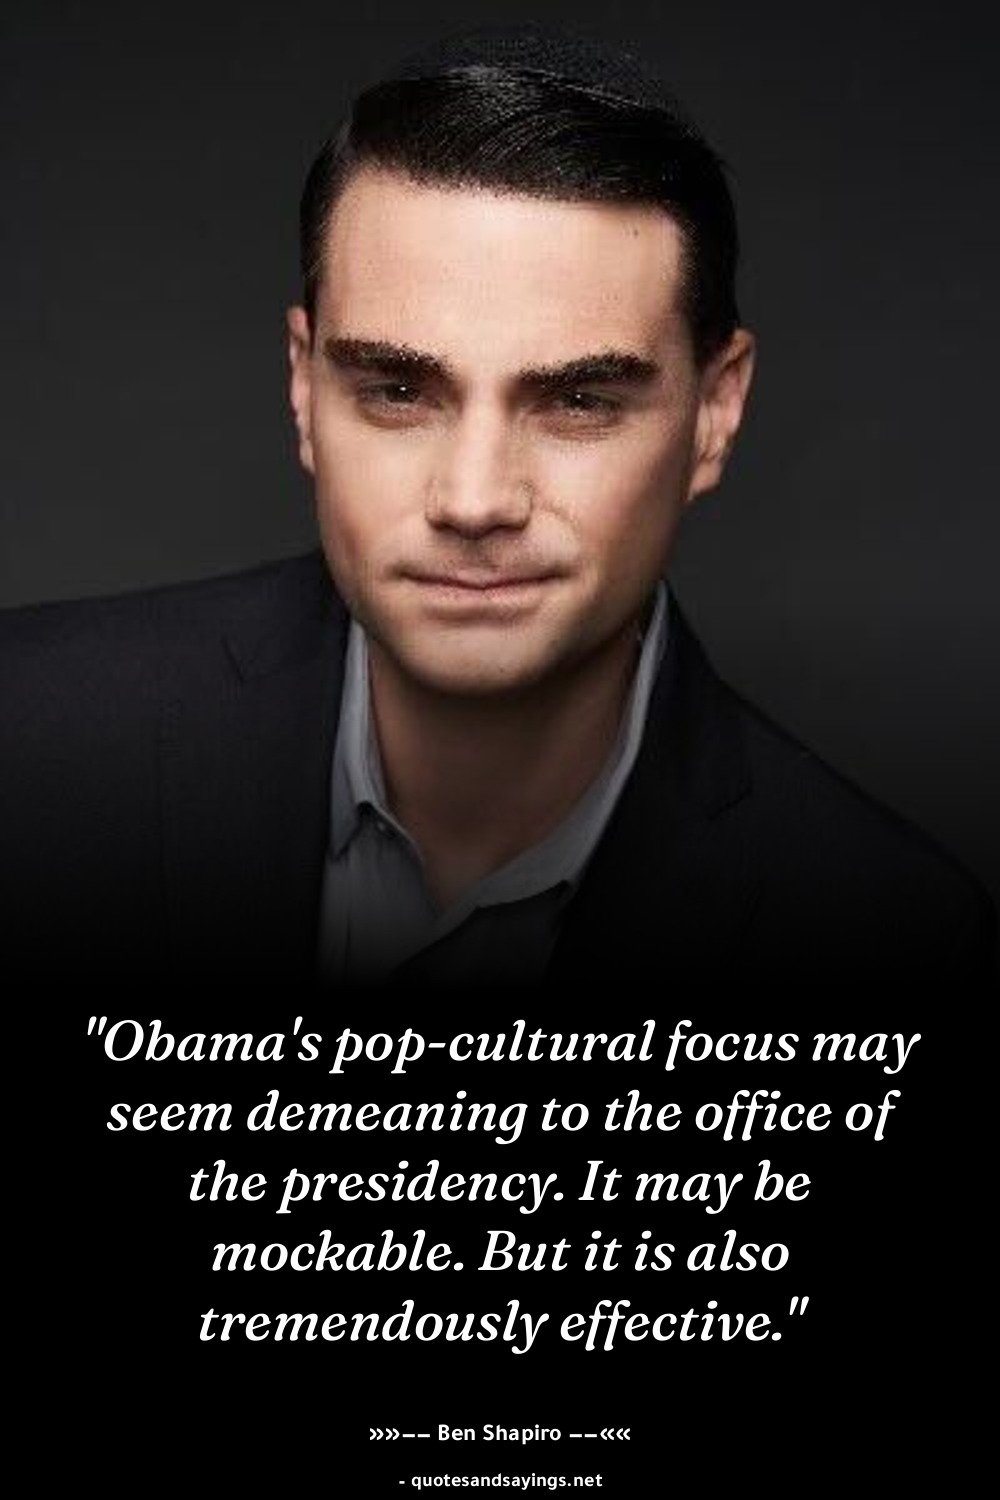 "Obama's pop-cultural focus may
seem demeaning to the office of
the presidency. It may be
mockable. But it is also
tremendously effective."
»»–– Ben Shapiro ––««
- quotesandsayings.net